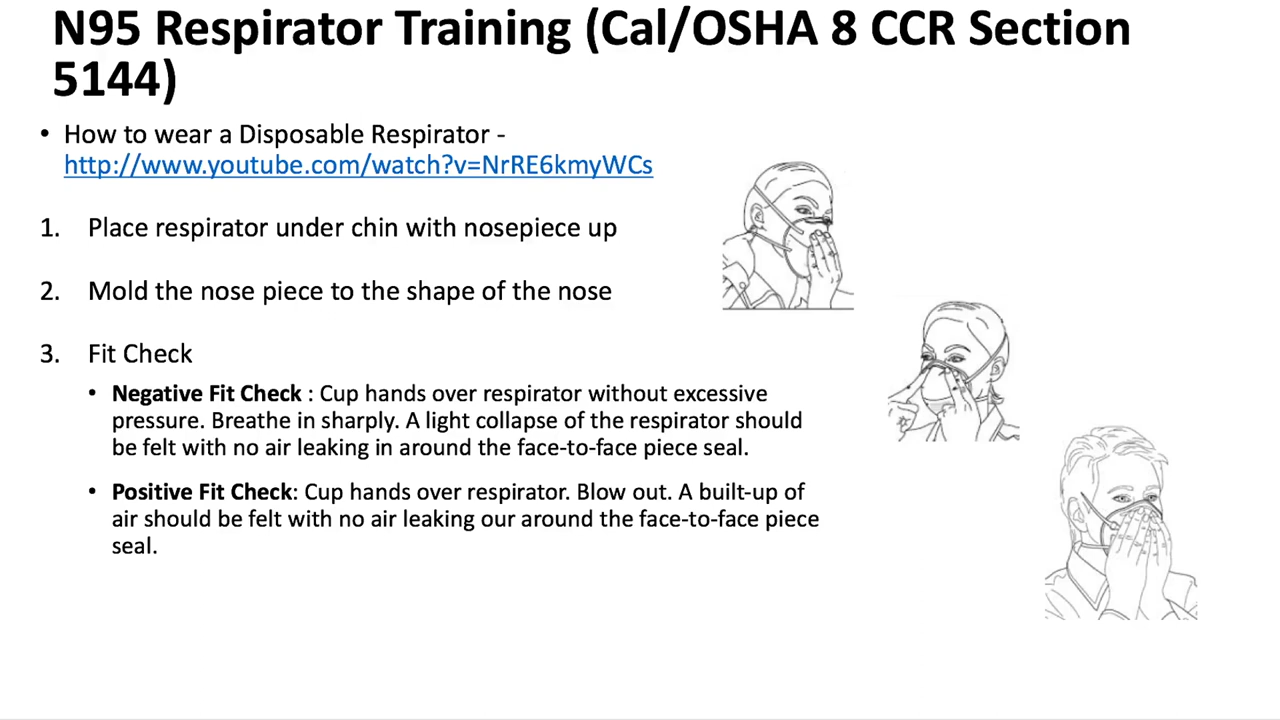 N95 Respirator Training (Cal/OSHA 8 CCR Section
5144)
• How to wear a Disposable Respirator -
http://www.youtube.com/watch?v=NrRE6kmyWCs
1. Place respirator under chin with nosepiece up
2. Mold the nose piece to the shape of the nose
3. Fit Check
• Negative Fit Check : Cup hands over respirator without excessive
pressure. Breathe in sharply. A light collapse of the respirator should
be felt with no air leaking in around the face-to-face piece seal.
• Positive Fit Check: Cup hands over respirator. Blow out. A built-up of
air should be felt with no air leaking our around the face-to-face piece
seal.